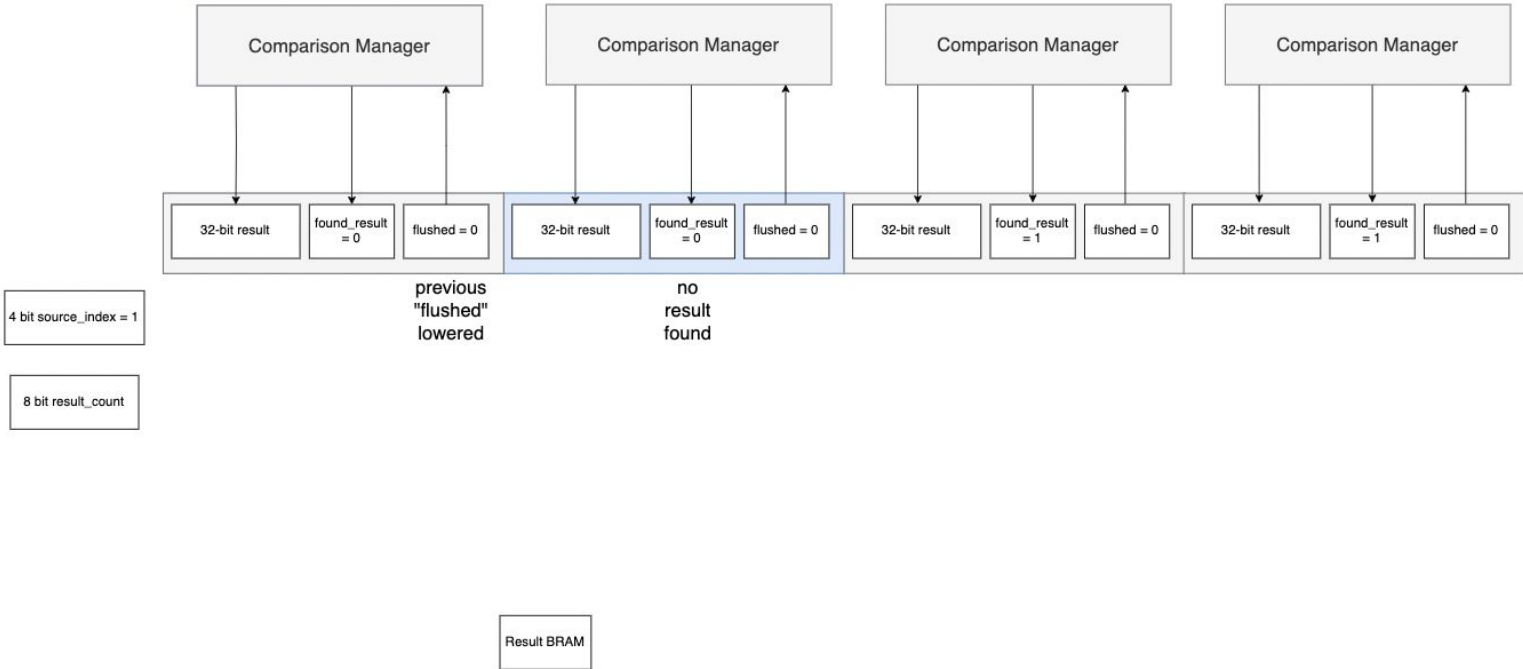 Comparison Manager
Comparison Manager
Comparison Manager
Comparison Manager
32-bit result
found_result
= 0
flushed = 0
32-bit result
found_result
= 0
flushed = 0
32-bit result
found_result
= 1
flushed = 0
32-bit result
found_result
= 1
flushed = 0
previous
"flushed"
lowered
no
result
found
4 bit source_index = 1
8 bit result_count
Result BRAM